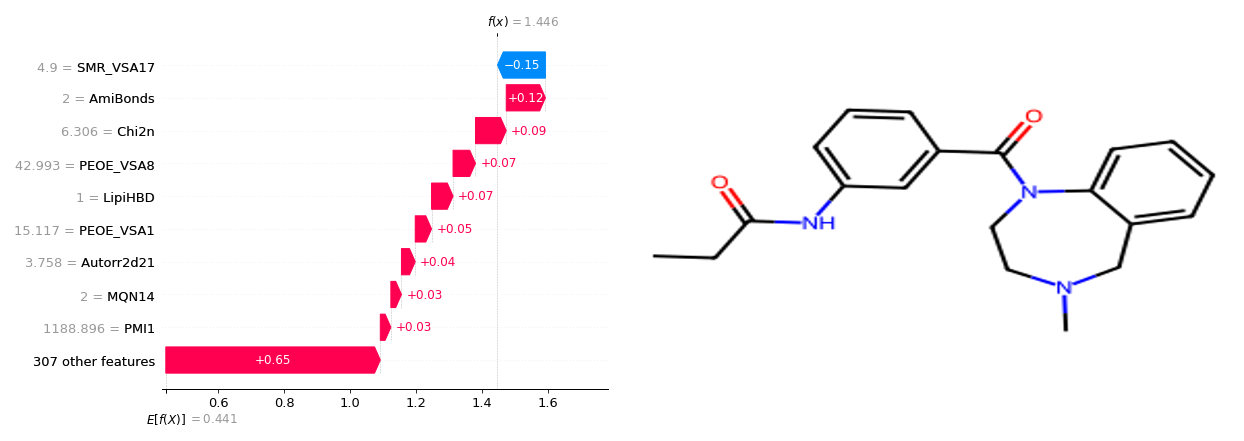 f(x) = 1.446
4.9 = SMR_VSA17
−0.15
2 = AmiBonds
+0.12
6.306 = Chi2n
+0.09
42.993 = PEOE_VSA8
+0.07
1 = LipiHBD
+0.07
15.117 = PEOE_VSA1
+0.05
3.758 = Autorr2d21
+0.04
2 = MQN14
+0.03
1188.896 = PMI1
+0.03
307 other features
+0.65
0.6 0.8 1.0 1.2 1.4 1.6
E[f(X)] = 0.441
O
O
N
NH
N